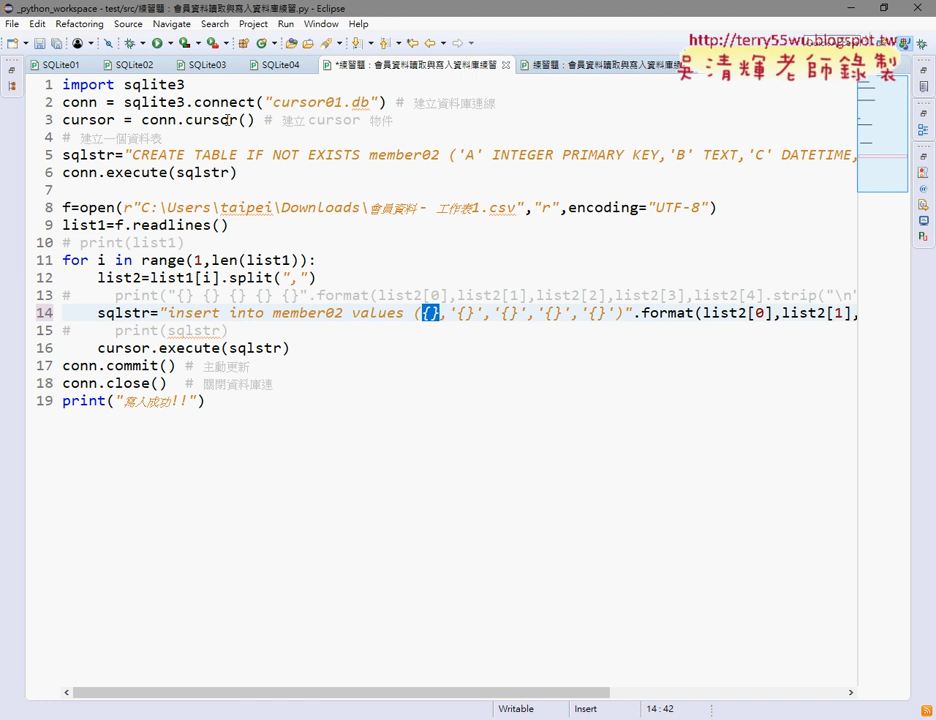 _python_workspace - test/src/練習題：會員資料讀取與寫入資料庫練習.py - Eclipse
File Edit Refactoring Source Navigate Search Project Run Window Help
http://terry55wu.blogspot.tw
吳清輝老師錄製
SQLite01 SQLite02 SQLite03 SQLite04 *練習題：會員資料讀取與寫入資料庫練習 練習題：會員資料讀取與寫入資料庫
1 import sqlite3
2 conn = sqlite3.connect("cursor01.db") # 建立資料庫連線
3 cursor = conn.cursor() # 建立 cursor 物件
4 # 建立一個資料表
5 sqlstr="CREATE TABLE IF NOT EXISTS member02 ('A' INTEGER PRIMARY KEY,'B' TEXT,'C' DATETIME,
6 conn.execute(sqlstr)
7
8 f=open(r"C:\Users\taipei\Downloads\會員資料 - 工作表1.csv","r",encoding="UTF-8")
9 list1=f.readlines()
10 # print(list1)
11 for i in range(1,len(list1)):
12 list2=list1[i].split(",")
13 # print("{} {} {} {} {}".format(list2[0],list2[1],list2[2],list2[3],list2[4].strip("\n"
14 sqlstr="insert into member02 values ({},'{}','{}','{}','{}')".format(list2[0],list2[1],
15 # print(sqlstr)
16 cursor.execute(sqlstr)
17 conn.commit() # 主動更新
18 conn.close() # 關閉資料庫連
19 print("寫入成功!!")
Writable Insert 14 : 42